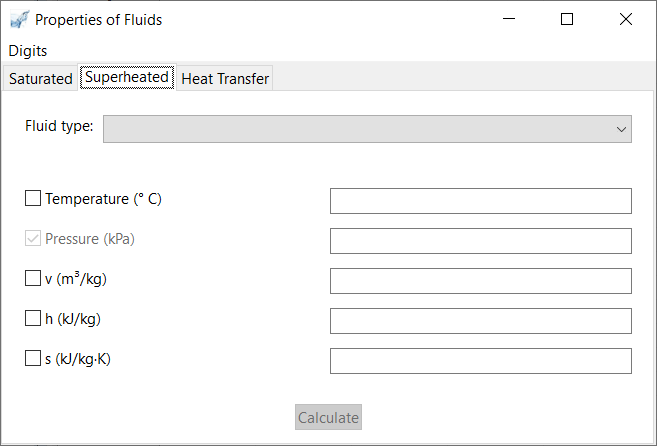 Properties of Fluids
Digits
Saturated Superheated Heat Transfer
Fluid type:
Temperature (° C)
Pressure (kPa)
v (m³/kg)
h (kJ/kg)
s (kJ/kg·K)
Calculate